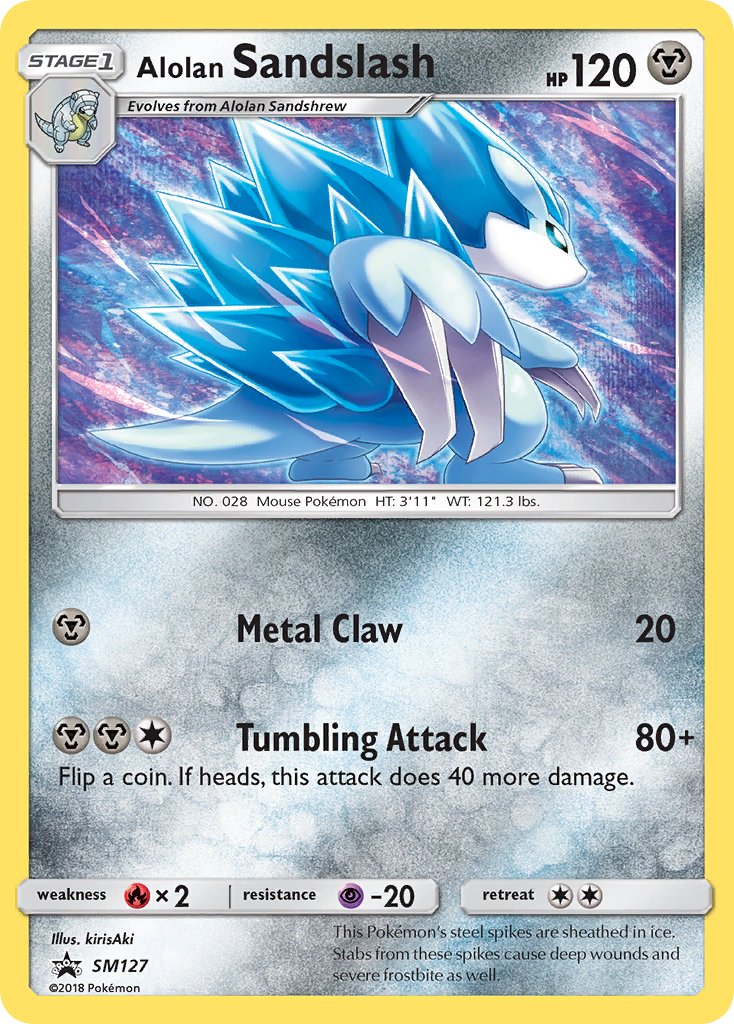 STAGE1
Alolan Sandslash
HP 120
Evolves from Alolan Sandshrew
NO. 028 Mouse Pokémon HT: 3'11" WT: 121.3 lbs.
Metal Claw 20
Tumbling Attack 80+
Flip a coin. If heads, this attack does 40 more damage.
weakness × 2 resistance -20 retreat
Illus. kirisAki
SM127
©2018 Pokémon
This Pokémon's steel spikes are sheathed in ice.
Stabs from these spikes cause deep wounds and
severe frostbite as well.